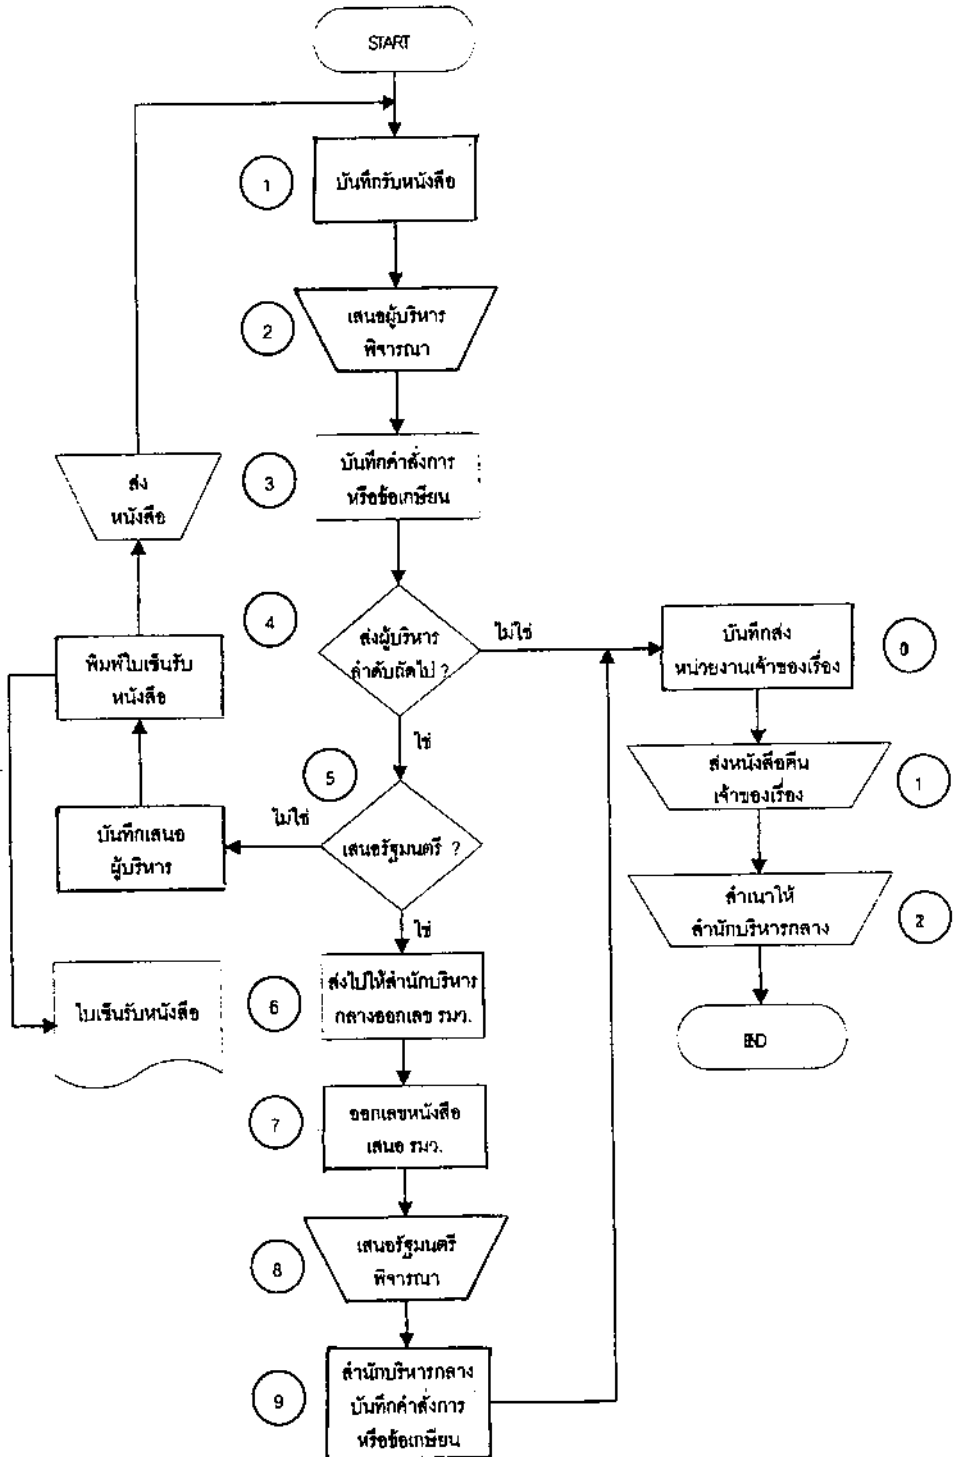 START
1
บันทึกรับหนังสือ
2
เสนอผู้บริหาร
พิจารณา
3
บันทึกคำสั่งการ
หรือข้อเกษียน
ส่ง
หนังสือ
4
ส่งผู้บริหาร
ลำดับถัดไป ?
ไม่ใช่
ใช่
บันทึกส่ง
หน่วยงานเจ้าของเรื่อง
0
พิมพ์ใบเซ็นรับ
หนังสือ
ส่งหนังสือคืน
เจ้าของเรื่อง
1
5
ไม่ใช่
เสนอรัฐมนตรี ?
ใช่
บันทึกเสนอ
ผู้บริหาร
สำเนาให้
สำนักบริหารกลาง
2
ใบเซ็นรับหนังสือ
6
ส่งไปให้สำนักบริหาร
กลางออกเลข รมว.
END
7
ออกเลขหนังสือ
เสนอ รมว.
8
เสนอรัฐมนตรี
พิจารณา
9
สำนักบริหารกลาง
บันทึกคำสั่งการ
หรือข้อเกษียน